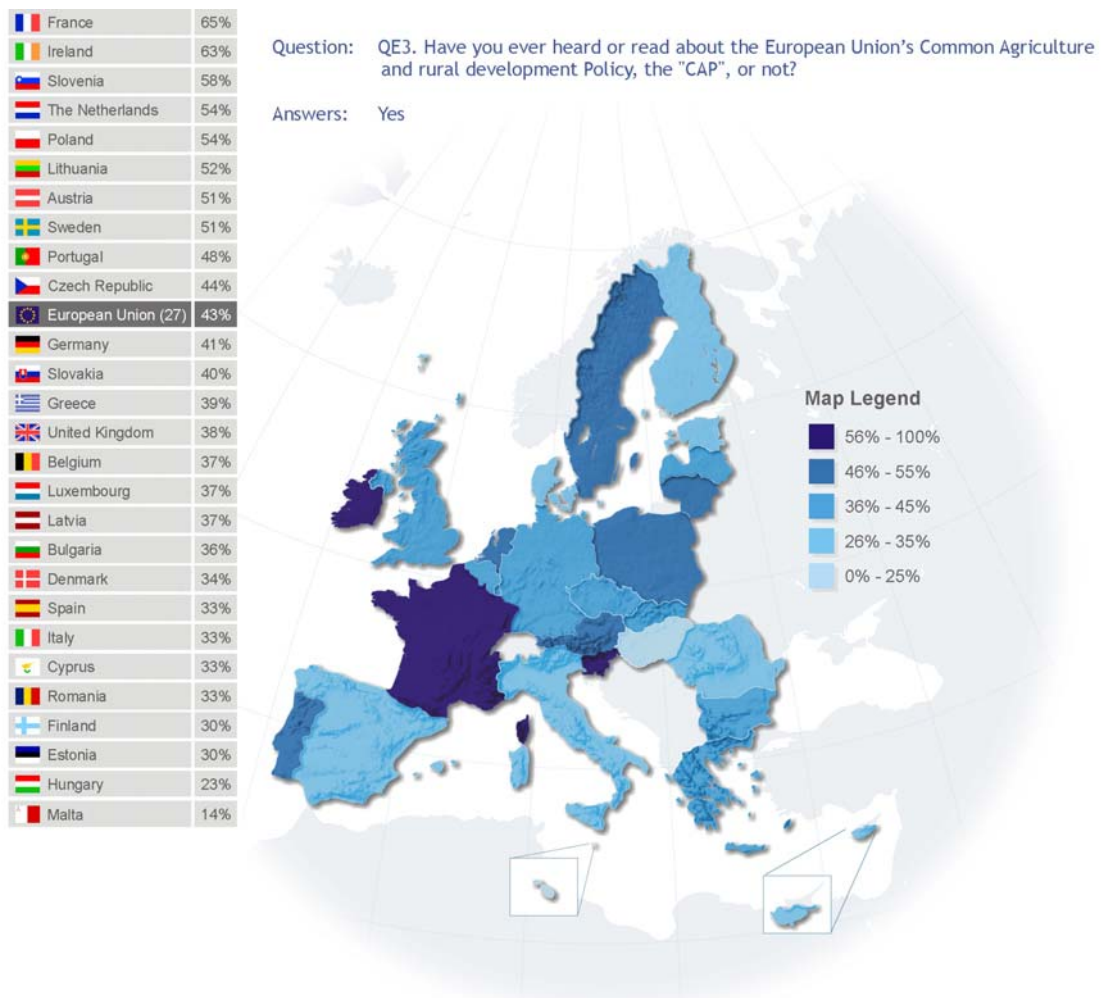 France 65%
Ireland 63%
Slovenia 58%
The Netherlands 54%
Poland 54%
Lithuania 52%
Austria 51%
Sweden 51%
Portugal 48%
Czech Republic 44%
European Union (27) 43%
Germany 41%
Slovakia 40%
Greece 39%
United Kingdom 38%
Belgium 37%
Luxembourg 37%
Latvia 37%
Bulgaria 36%
Denmark 34%
Spain 33%
Italy 33%
Cyprus 33%
Romania 33%
Finland 30%
Estonia 30%
Hungary 23%
Malta 14%
Question: QE3. Have you ever heard or read about the European Union's Common Agriculture
and rural development Policy, the "CAP", or not?
Answers: Yes
Map Legend
56% - 100%
46% - 55%
36% - 45%
26% - 35%
0% - 25%